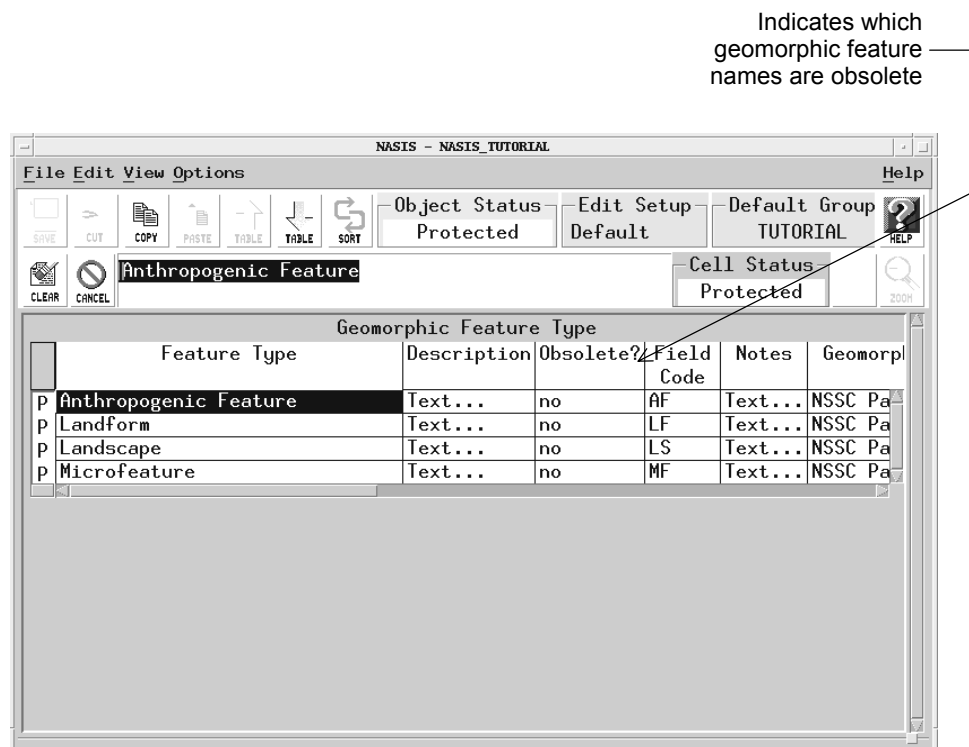 Indicates which
geomorphic feature
names are obsolete
NASIS - NASIS_TUTORIAL
File Edit View Options Help
SAVE CUT COPY PASTE TABLE TABLE SORT Object Status Protected Edit Setup Default Default Group TUTORIAL HELP
CLEAR CANCEL Anthropogenic Feature Cell Status Protected ZOOM
Geomorphic Feature Type
Feature Type Description Obsolete? Field Code Notes Geomorp
P Anthropogenic Feature Text... no AF Text... NSSC Pa
P Landform Text... no LF Text... NSSC Pa
P Landscape Text... no LS Text... NSSC Pa
P Microfeature Text... no MF Text... NSSC Pa